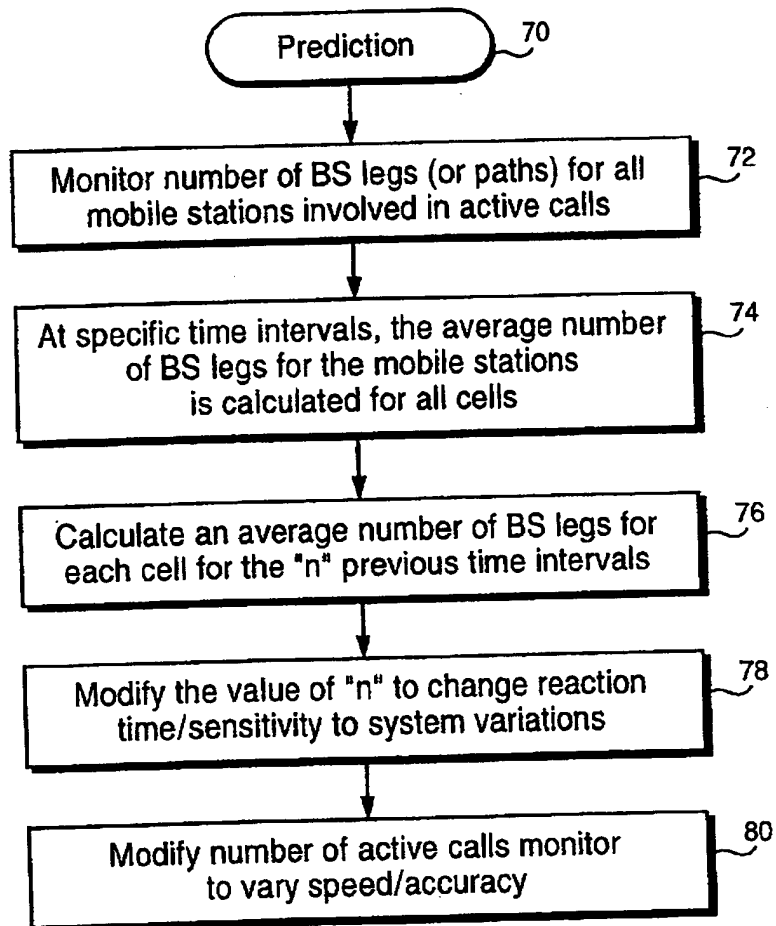 Prediction
70
Monitor number of BS legs (or paths) for all
mobile stations involved in active calls
72
At specific time intervals, the average number
of BS legs for the mobile stations
is calculated for all cells
74
Calculate an average number of BS legs for
each cell for the "n" previous time intervals
76
Modify the value of "n" to change reaction
time/sensitivity to system variations
78
Modify number of active calls monitor
to vary speed/accuracy
80